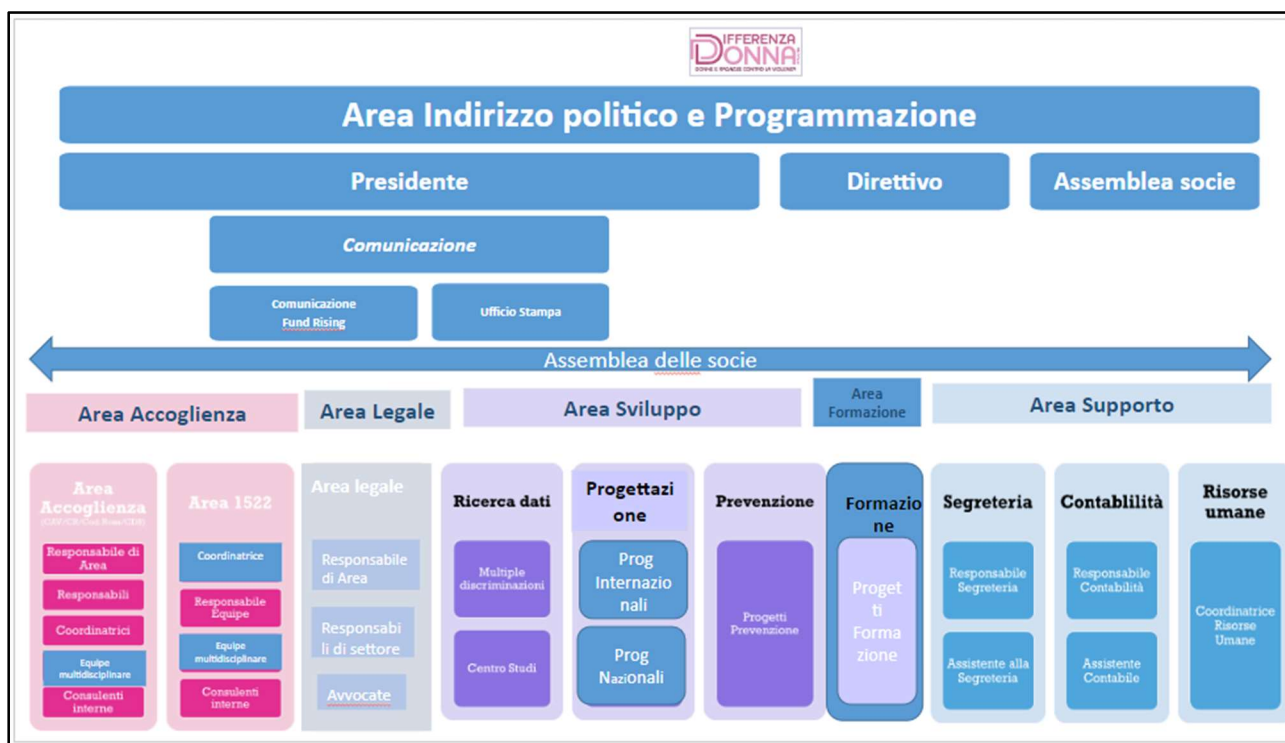 DIFFERENZA
DONNA
DONNE E RAGAZZE CONTRO LA VIOLENZA
Area Indirizzo politico e Programmazione
Presidente
Direttivo
Assemblea socie
Comunicazione
Comunicazione
Fund Rising
Ufficio Stampa
Assemblea delle socie
Area Accoglienza
Area Legale
Area Sviluppo
Area
Formazione
Area Supporto
Area
Accoglienza
Responsabile di
Area
Responsabili
Coordinatrici
Equipe
multidisciplinare
Consulenti
interne
Area 1522
Coordinatrice
Responsabile
Équipe
Equipe
multidisciplinare
Consulenti
interne
Area legale
Responsabile
di Area
Responsabi
li di settore
Avvocate
Ricerca dati
Multiple
discriminazioni
Centro Studi
Progettazi
one
Prog
Internazio
nali
Prog
Nazionali
Prevenzione
Progetti
Prevenzione
Formazio
ne
Proget
ti
Forma
zione
Segreteria
Responsabile
Segreteria
Assistente alla
Segreteria
Contablilità
Responsabile
Contabilità
Assistente
Contabile
Risorse
umane
Coordinatrice
Risorse
Umane